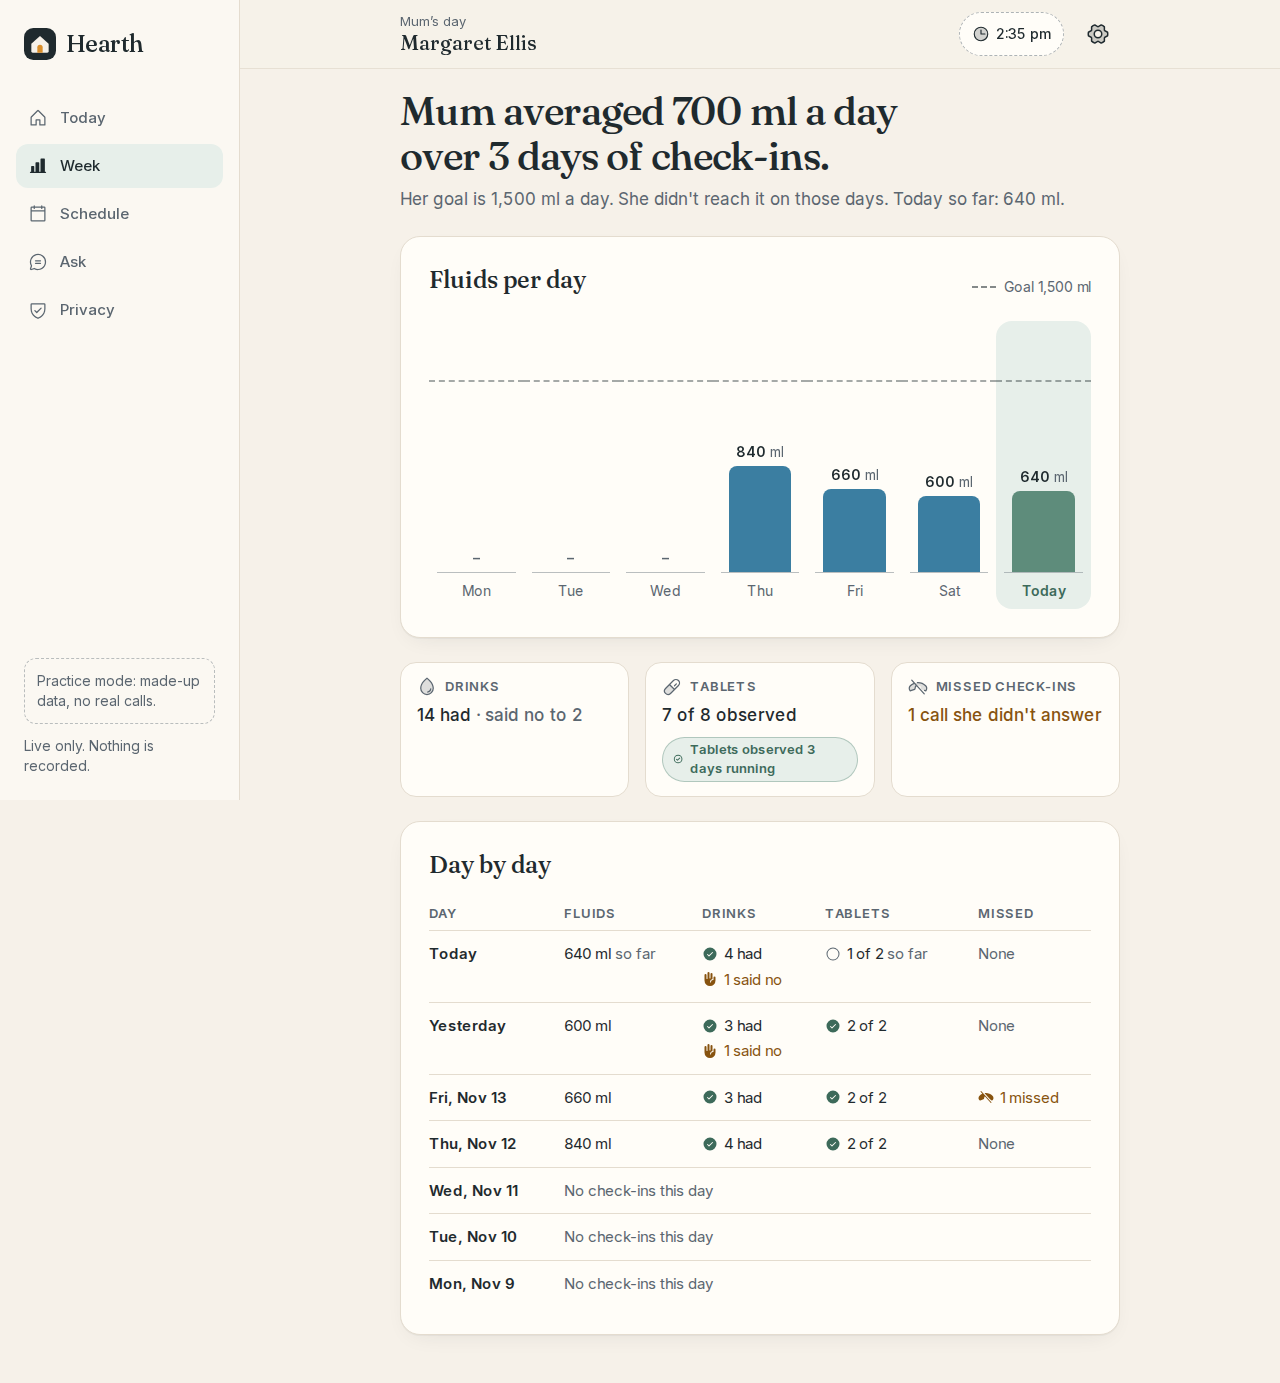 Hearth
Today
Week
Schedule
Ask
Privacy
Practice mode: made-up
data, no real calls.
Live only. Nothing is
recorded.
Mum's day
Margaret Ellis
2:35 pm
Mum averaged 700 ml a day
over 3 days of check-ins.
Her goal is 1,500 ml a day. She didn't reach it on those days. Today so far: 640 ml.
Fluids per day
Goal 1,500 ml
840 ml
660 ml
600 ml
640 ml
– – –
Mon Tue Wed Thu Fri Sat Today
DRINKS
14 had · said no to 2
TABLETS
7 of 8 observed
Tablets observed 3
days running
MISSED CHECK-INS
1 call she didn't answer
Day by day
DAY FLUIDS DRINKS TABLETS MISSED
Today 640 ml so far 4 had 1 of 2 so far None
1 said no
Yesterday 600 ml 3 had 2 of 2 None
1 said no
Fri, Nov 13 660 ml 3 had 2 of 2 1 missed
Thu, Nov 12 840 ml 4 had 2 of 2 None
Wed, Nov 11 No check-ins this day
Tue, Nov 10 No check-ins this day
Mon, Nov 9 No check-ins this day